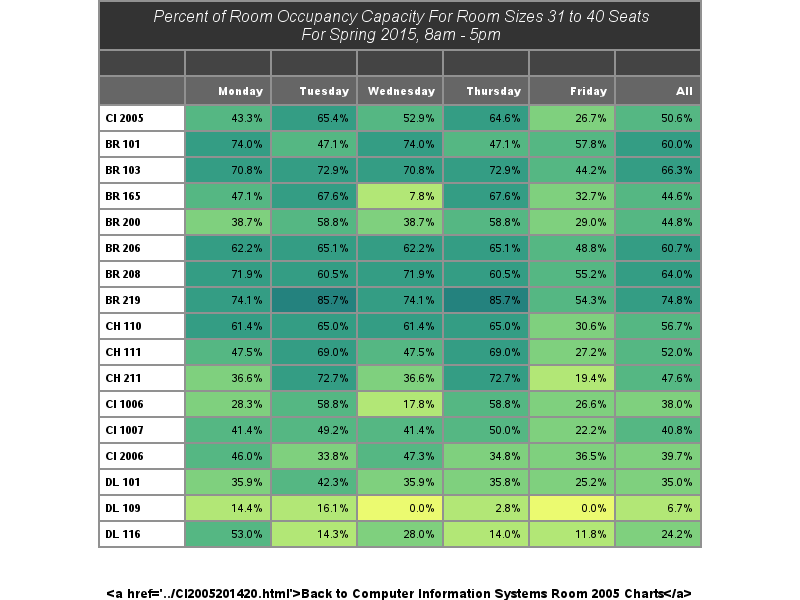 Percent of Room Occupancy Capacity For Room Sizes 31 to 40 Seats
For Spring 2015, 8am - 5pm
Monday Tuesday Wednesday Thursday Friday All
CI 2005 43.3% 65.4% 52.9% 64.6% 26.7% 50.6%
BR 101 74.0% 47.1% 74.0% 47.1% 57.8% 60.0%
BR 103 70.8% 72.9% 70.8% 72.9% 44.2% 66.3%
BR 165 47.1% 67.6% 7.8% 67.6% 32.7% 44.6%
BR 200 38.7% 58.8% 38.7% 58.8% 29.0% 44.8%
BR 206 62.2% 65.1% 62.2% 65.1% 48.8% 60.7%
BR 208 71.9% 60.5% 71.9% 60.5% 55.2% 64.0%
BR 219 74.1% 85.7% 74.1% 85.7% 54.3% 74.8%
CH 110 61.4% 65.0% 61.4% 65.0% 30.6% 56.7%
CH 111 47.5% 69.0% 47.5% 69.0% 27.2% 52.0%
CH 211 36.6% 72.7% 36.6% 72.7% 19.4% 47.6%
CI 1006 28.3% 58.8% 17.8% 58.8% 26.6% 38.0%
CI 1007 41.4% 49.2% 41.4% 50.0% 22.2% 40.8%
CI 2006 46.0% 33.8% 47.3% 34.8% 36.5% 39.7%
DL 101 35.9% 42.3% 35.9% 35.8% 25.2% 35.0%
DL 109 14.4% 16.1% 0.0% 2.8% 0.0% 6.7%
DL 116 53.0% 14.3% 28.0% 14.0% 11.8% 24.2%
&lt;a href='../CI2005201420.html'&gt;Back to Computer Information Systems Room 2005 Charts&lt;/a&gt;